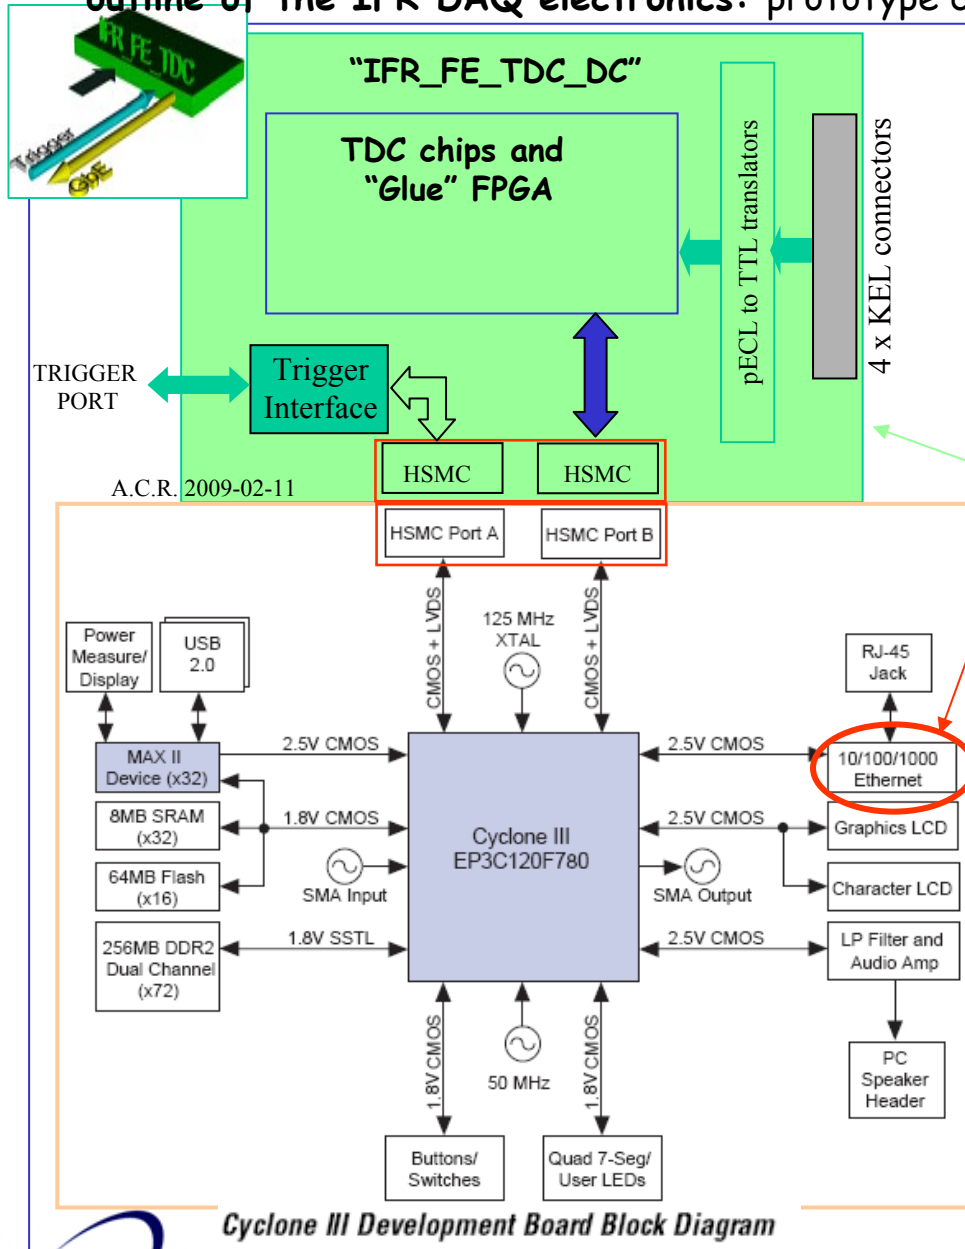 outline of the IFR DAQ electronics: prototype
IFR_FE_TDC
Trigger
GbE
“IFR_FE_TDC_DC”
TDC chips and
“Glue” FPGA
pECL to TTL translators
4 x KEL connectors
TRIGGER
PORT
Trigger
Interface
HSMC
HSMC
A.C.R. 2009-02-11
HSMC Port A
HSMC Port B
CMOS + LVDS
125 MHz
XTAL
CMOS + LVDS
Power
Measure/
Display
USB
2.0
RJ-45
Jack
MAX II
Device (x32)
2.5V CMOS
2.5V CMOS
10/100/1000
Ethernet
8MB SRAM
(x32)
1.8V CMOS
Cyclone III
EP3C120F780
2.5V CMOS
Graphics LCD
64MB Flash
(x16)
SMA Input
SMA Output
Character LCD
256MB DDR2
Dual Channel
(x72)
1.8V SSTL
2.5V CMOS
LP Filter and
Audio Amp
1.8V CMOS
50 MHz
1.8V CMOS
PC
Speaker
Header
Buttons/
Switches
Quad 7-Seg/
User LEDs
Cyclone III Development Board Block Diagram